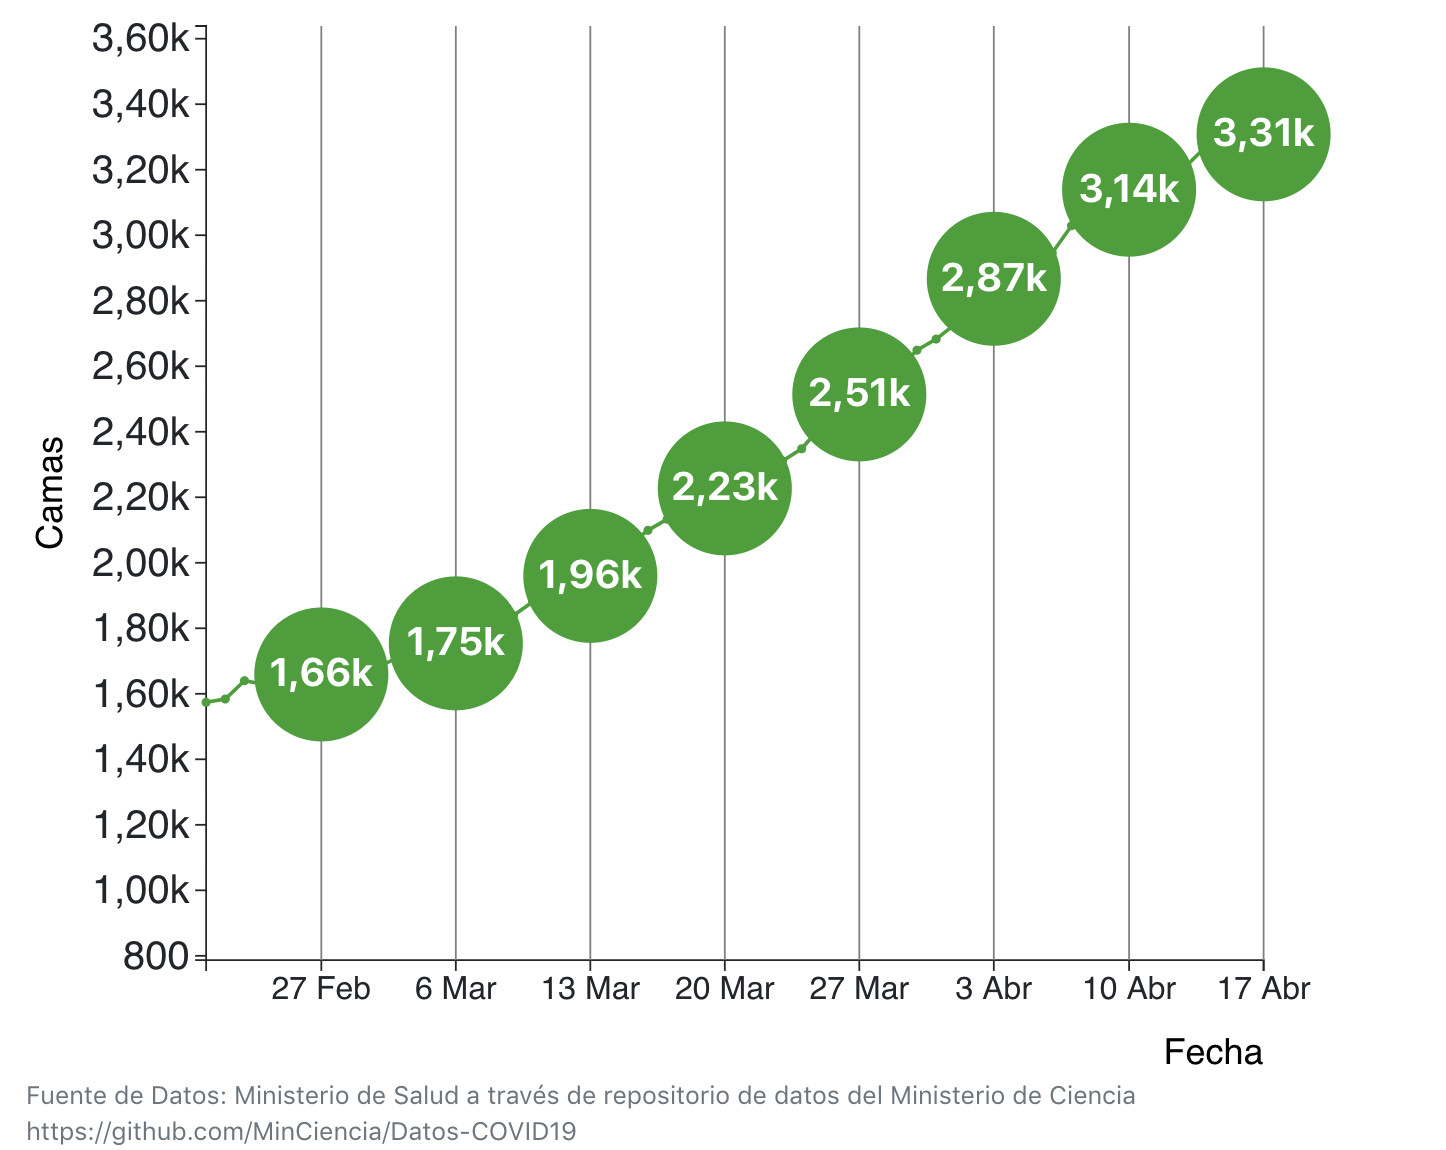 3,60k
3,40k
3,20k
3,00k
2,80k
2,60k
2,40k
2,20k
2,00k
1,80k
1,60k
1,40k
1,20k
1,00k
800
Camas
1,66k
1,75k
1,96k
2,23k
2,51k
2,87k
3,14k
3,31k
27 Feb 6 Mar 13 Mar 20 Mar 27 Mar 3 Abr 10 Abr 17 Abr
Fecha
Fuente de Datos: Ministerio de Salud a través de repositorio de datos del Ministerio de Ciencia
https://github.com/MinCiencia/Datos-COVID19